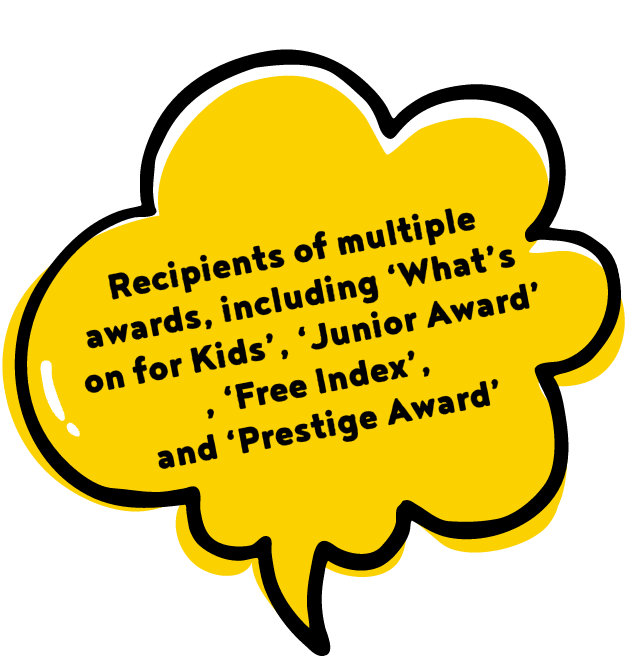 Recipients of multiple
awards, including ‘What’s
on for Kids’, ‘Junior Award’
, ‘Free Index’,
and ‘Prestige Award’